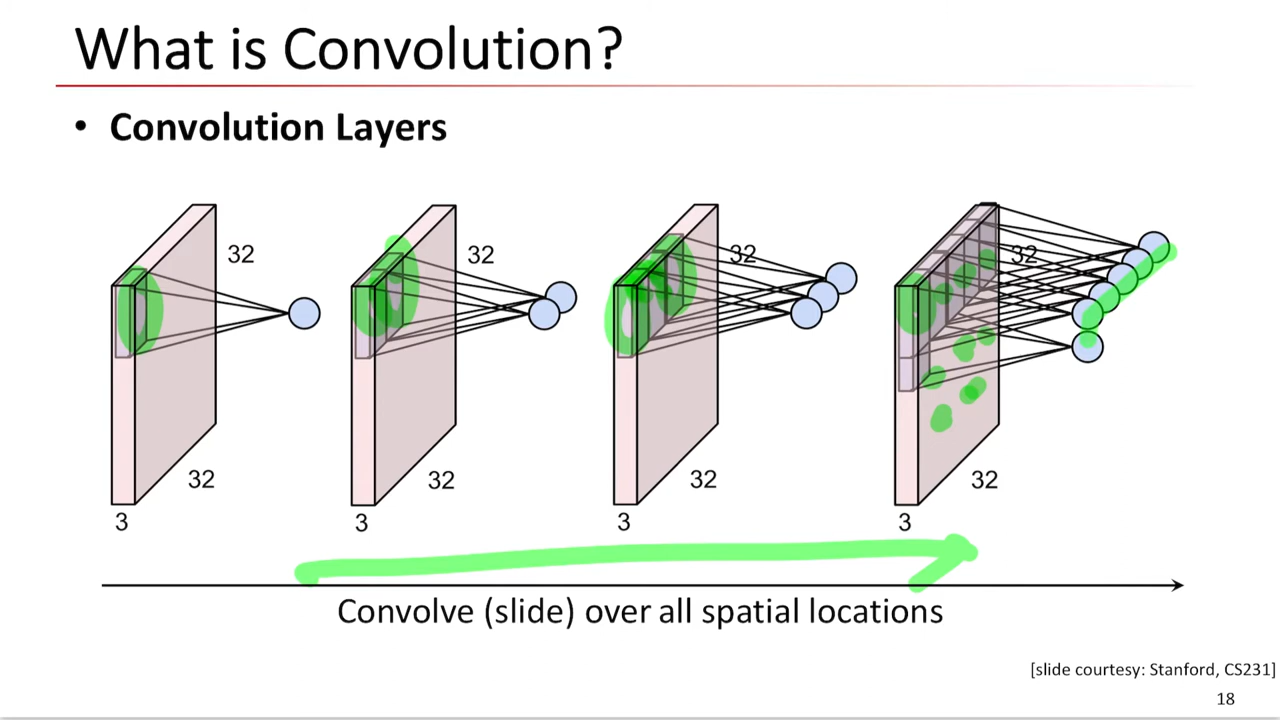 What is Convolution?
• Convolution Layers
32 32 32 32
32 32 32 32
3 3 3 3
Convolve (slide) over all spatial locations
[slide courtesy: Stanford, CS231]
18